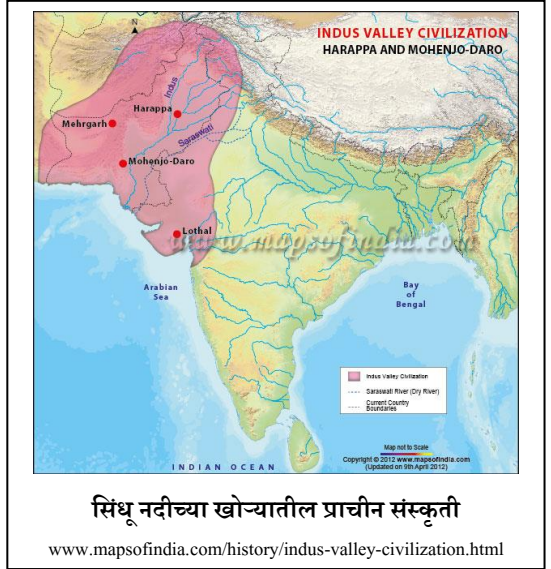 INDUS VALLEY CIVILIZATION
HARAPPA AND MOHENJO-DARO
N
Indus
Harappa
Mehrgarh
Saraswati
Mohenjo-Daro
Lothal
www.mapsofindia.com
Arabian
Sea
Bay
of
Bengal
Indus Valley Civilization
Saraswati River (Dry River)
Current Country
Boundaries
Map not to Scale
Copyright © 2012 www.mapsofindia.com
(Updated on 9th April 2012)
INDIAN OCEAN
सिंधू नदीच्या खोऱ्यातील प्राचीन संस्कृती
www.mapsofindia.com/history/indus-valley-civilization.html